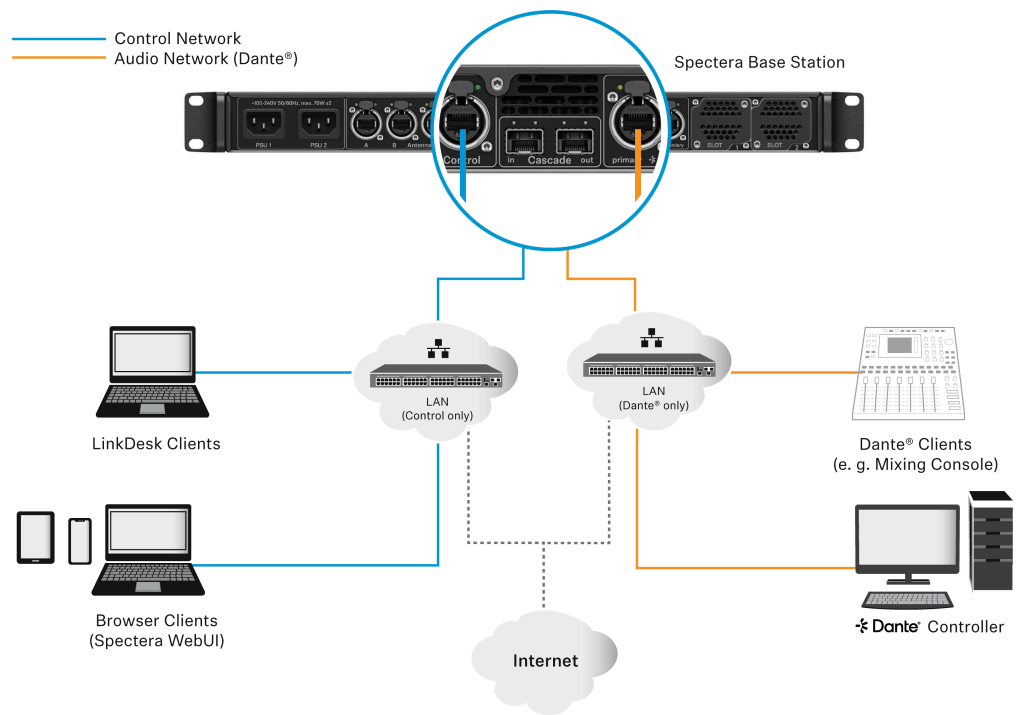 Control Network
Audio Network (Dante®)
Spectera Base Station
~100-240V 50/60Hz, max. 70W x2
PSU 1
PSU 2
A
B
Antenna
Control
in
Cascade
out
SLOT
1
SLOT
2
LAN
(Control only)
LAN
(Dante® only)
LinkDesk Clients
Dante® Clients
(e. g. Mixing Console)
Browser Clients
(Spectera WebUI)
Dante® Controller
Internet